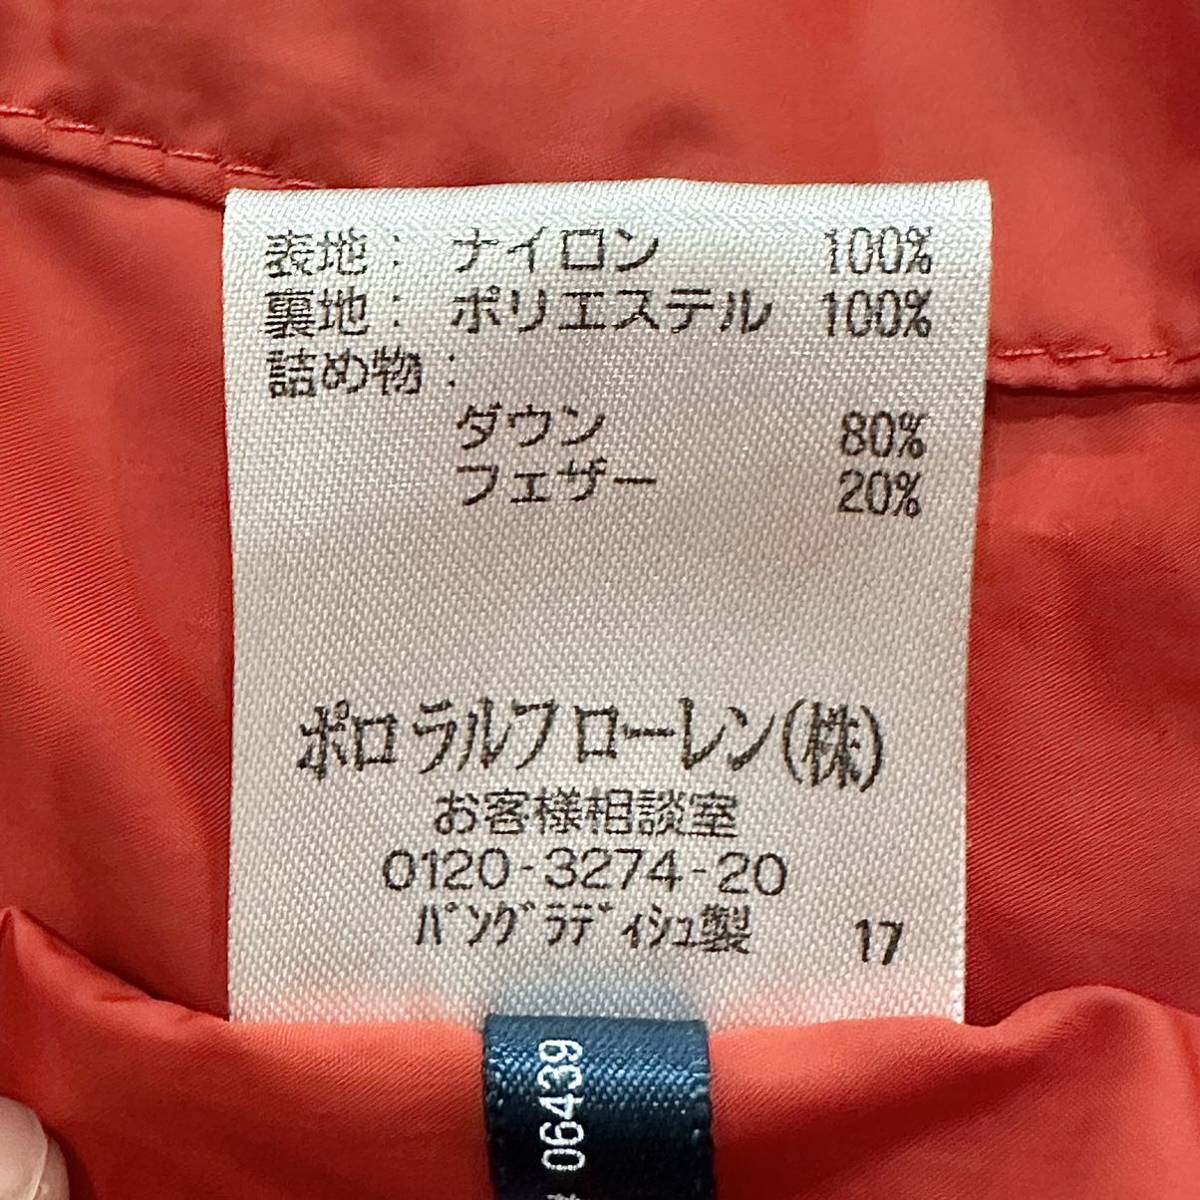 表地: ナイロン 100%
裏地: ポリエステル 100%
詰め物:
ダウン 80%
フェザー 20%
ポロ ラルフ ローレン(株)
お客様相談室
0120-3274-20
バングラディシュ製 17
06439